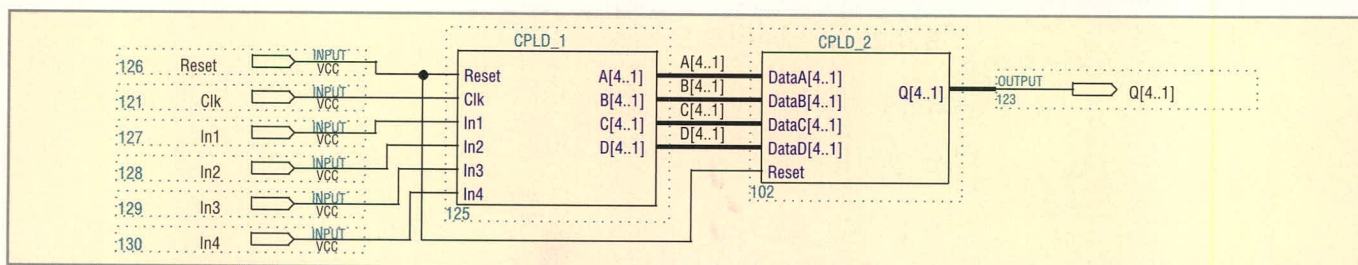 CPLD_1
CPLD_2
126 Reset INPUT VCC
121 Clk INPUT VCC
127 In1 INPUT VCC
128 In2 INPUT VCC
129 In3 INPUT VCC
130 In4 INPUT VCC
Reset
Clk
In1
In2
In3
In4
A[4..1]
B[4..1]
C[4..1]
D[4..1]
125
A[4..1]
B[4..1]
C[4..1]
D[4..1]
DataA[4..1]
DataB[4..1]
DataC[4..1]
DataD[4..1]
Reset
Q[4..1]
102
OUTPUT
123
Q[4..1]